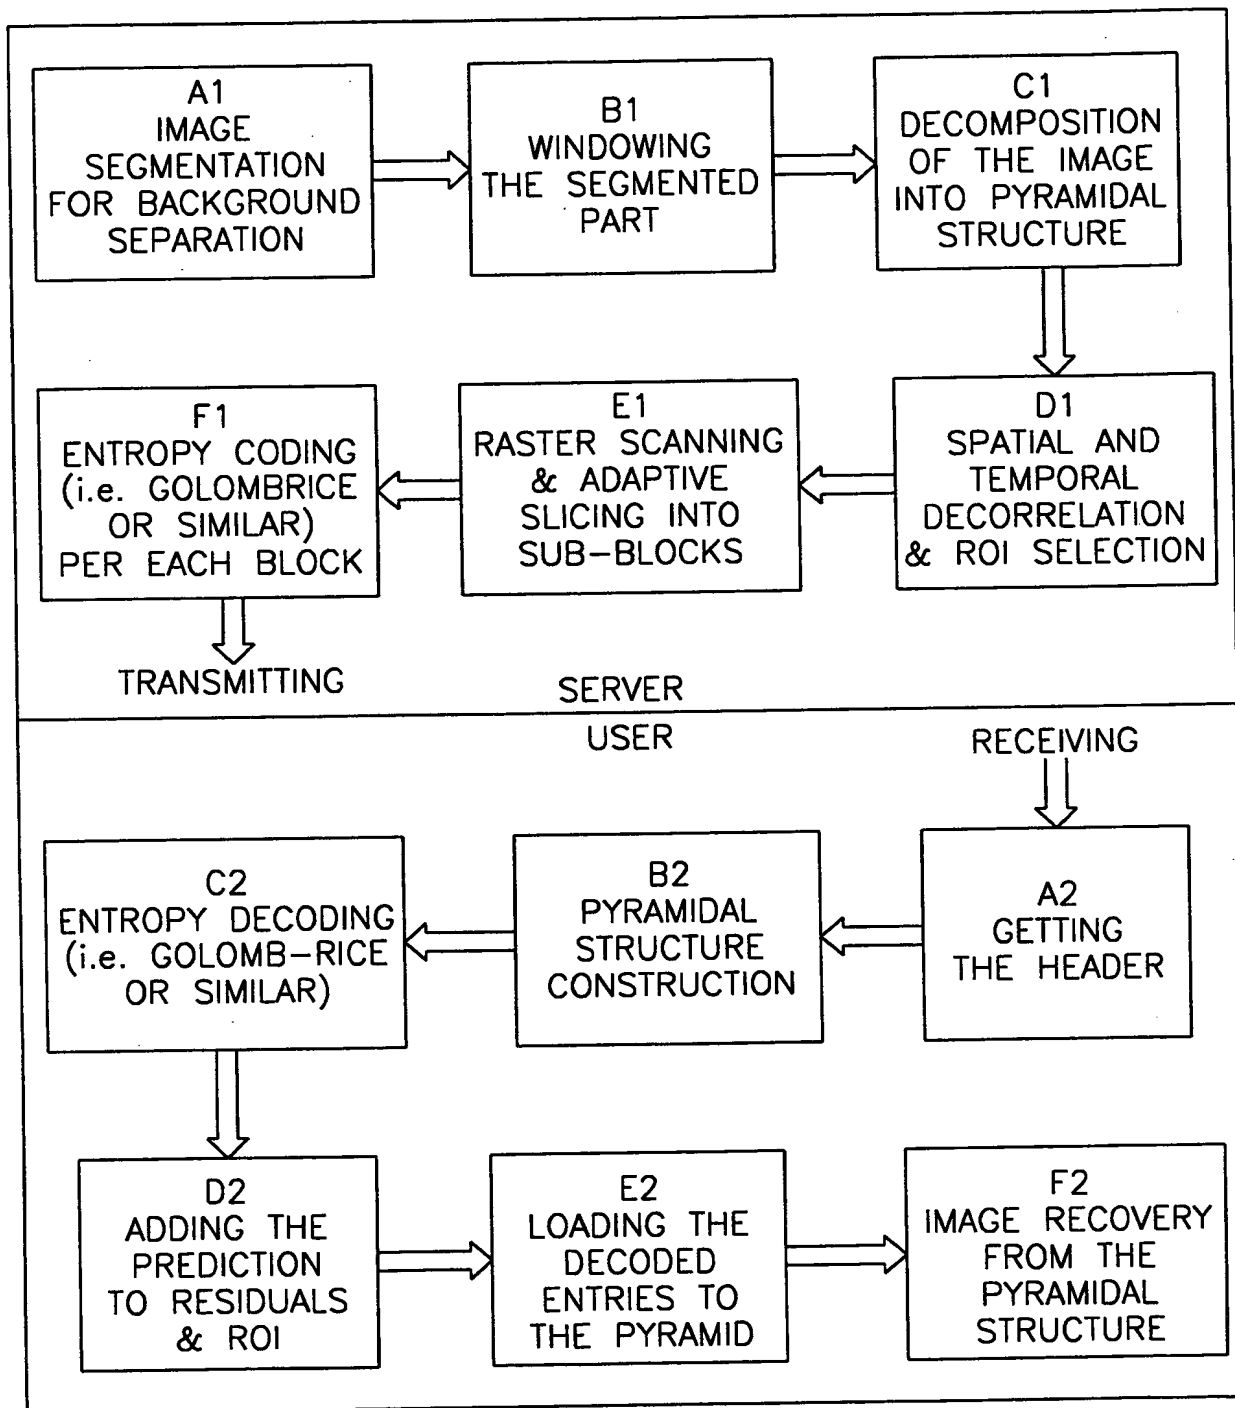 A1
IMAGE
SEGMENTATION
FOR BACKGROUND
SEPARATION
B1
WINDOWING
THE SEGMENTED
PART
C1
DECOMPOSITION
OF THE IMAGE
INTO PYRAMIDAL
STRUCTURE
D1
SPATIAL AND
TEMPORAL
DECORRELATION
& ROI SELECTION
E1
RASTER SCANNING
& ADAPTIVE
SLICING INTO
SUB-BLOCKS
F1
ENTROPY CODING
(i.e. GOLOMBRICE
OR SIMILAR)
PER EACH BLOCK
TRANSMITTING
SERVER
USER
RECEIVING
A2
GETTING
THE HEADER
B2
PYRAMIDAL
STRUCTURE
CONSTRUCTION
C2
ENTROPY DECODING
(i.e. GOLOMB-RICE
OR SIMILAR)
D2
ADDING THE
PREDICTION
TO RESIDUALS
& ROI
E2
LOADING THE
DECODED
ENTRIES TO
THE PYRAMID
F2
IMAGE RECOVERY
FROM THE
PYRAMIDAL
STRUCTURE